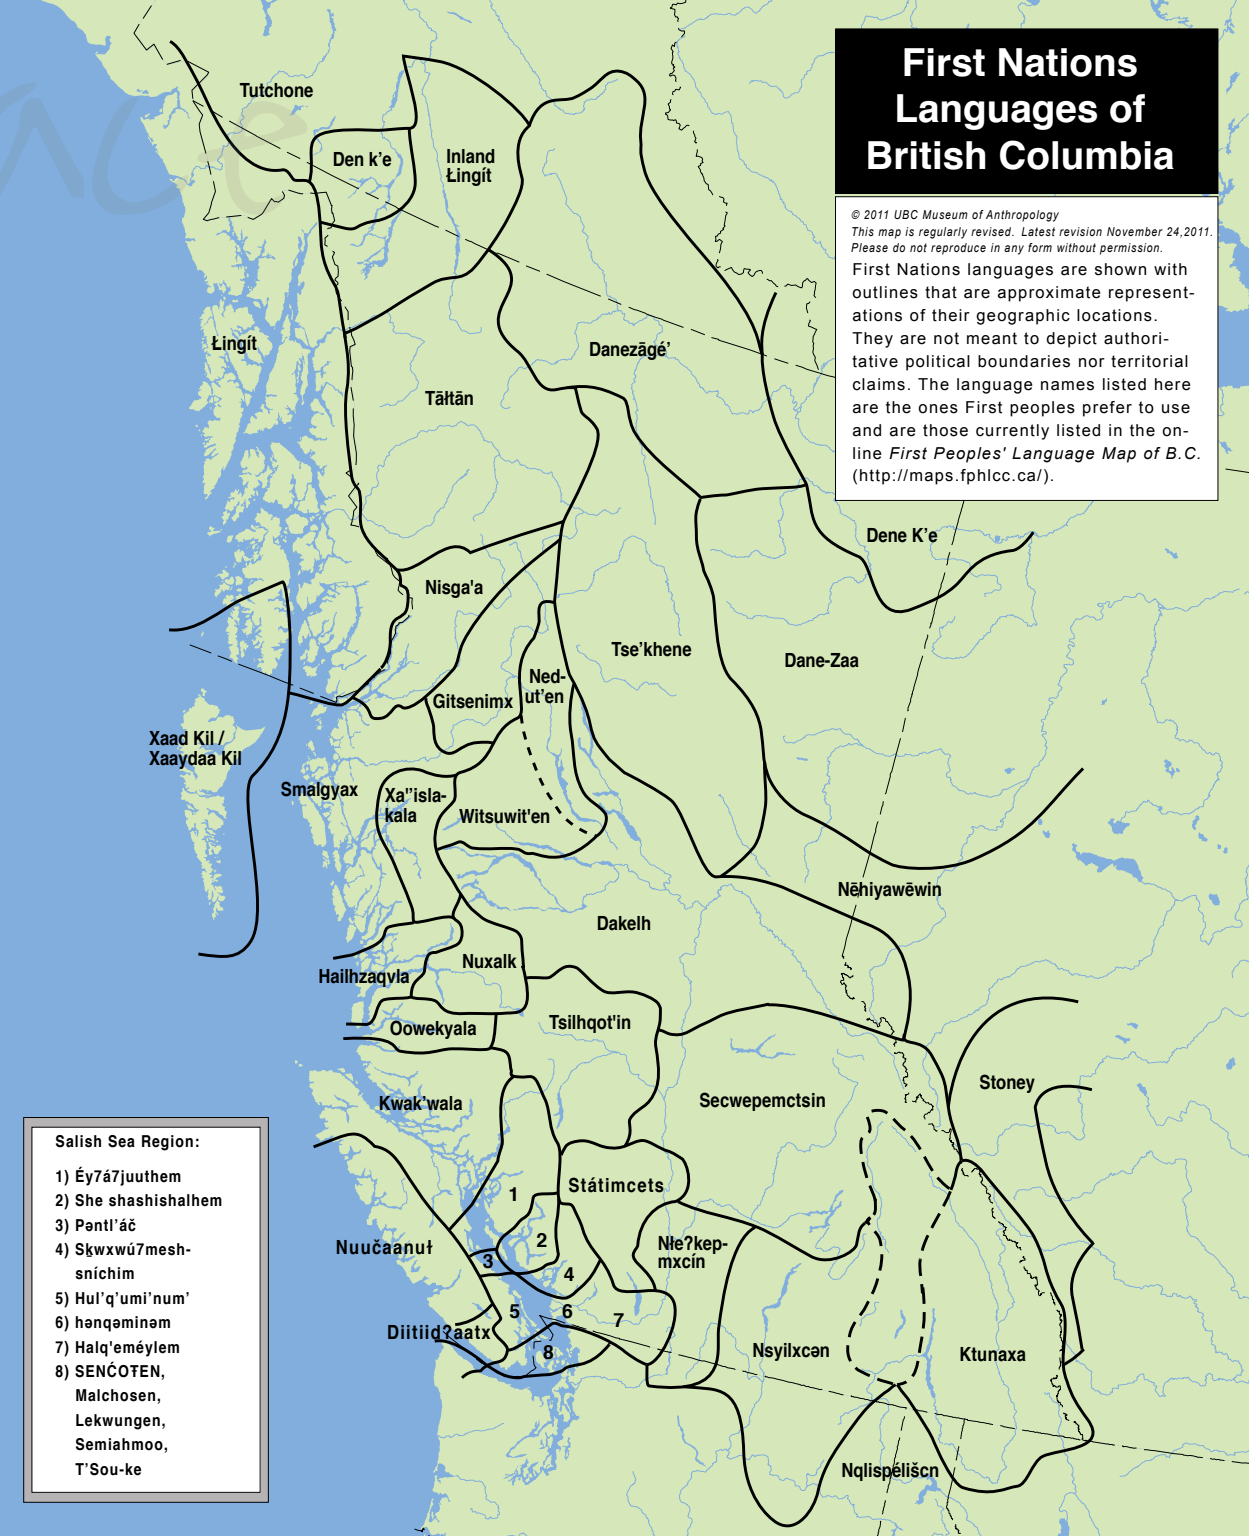 First Nations
Languages of
British Columbia
© 2011 UBC Museum of Anthropology
This map is regularly revised. Latest revision November 24,2011.
Please do not reproduce in any form without permission.
First Nations languages are shown with
outlines that are approximate represent-
ations of their geographic locations.
They are not meant to depict authori-
tative political boundaries nor territorial
claims. The language names listed here
are the ones First peoples prefer to use
and are those currently listed in the on-
line First Peoples' Language Map of B.C.
(http://maps.fphlcc.ca/).
Tutchone
Den k’e
Inland
Łingít
Łingít
Danezāgé’
Tāłtān
Dene K’e
Nisga'a
Tse’khene
Dane-Zaa
Ned-
ut’en
Gitsenimx
Xaad Kil /
Xaaydaa Kil
Smalgyax
Xa’’isla-
kala
Witsuwit'en
Nēhiyawēwin
Dakelh
Nuxalk
Hailhzaqvla
Oowekyala
Tsilhqot'in
Stoney
Kwak’wala
Secwepemctsin
Státimcets
1
2
3
4
5
6
7
8
Nuučaanuł
Nłeʔkep-
mxcín
Diitiidʔaatx
Nsyilxcən
Ktunaxa
Nqlispélišcn
Salish Sea Region:
1) Éy7á7juuthem
2) She shashishalhem
3) Pəntl’áč
4) Sḵwxwú7mesh-
sníchim
5) Hul’q’umi’num’
6) hənqəminəm
7) Halq'eméylem
8) SENĆOŦEN,
Malchosen,
Lekwungen,
Semiahmoo,
T’Sou-ke